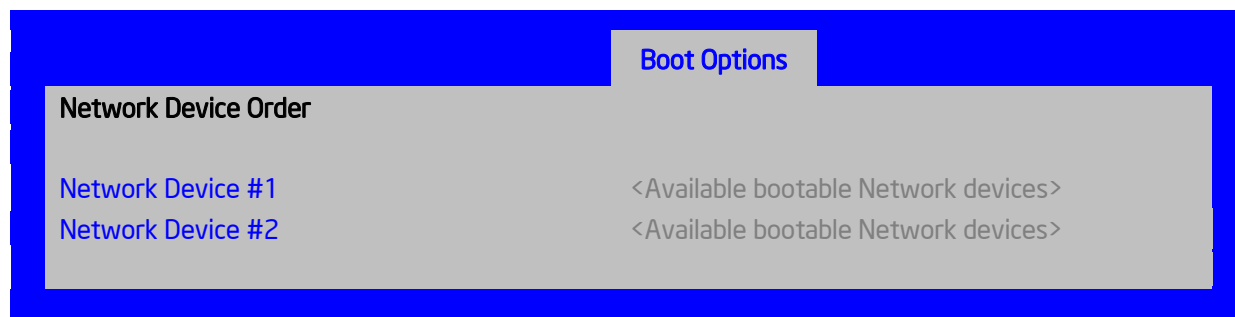 Boot Options
Network Device Order
Network Device #1 <Available bootable Network devices>
Network Device #2 <Available bootable Network devices>